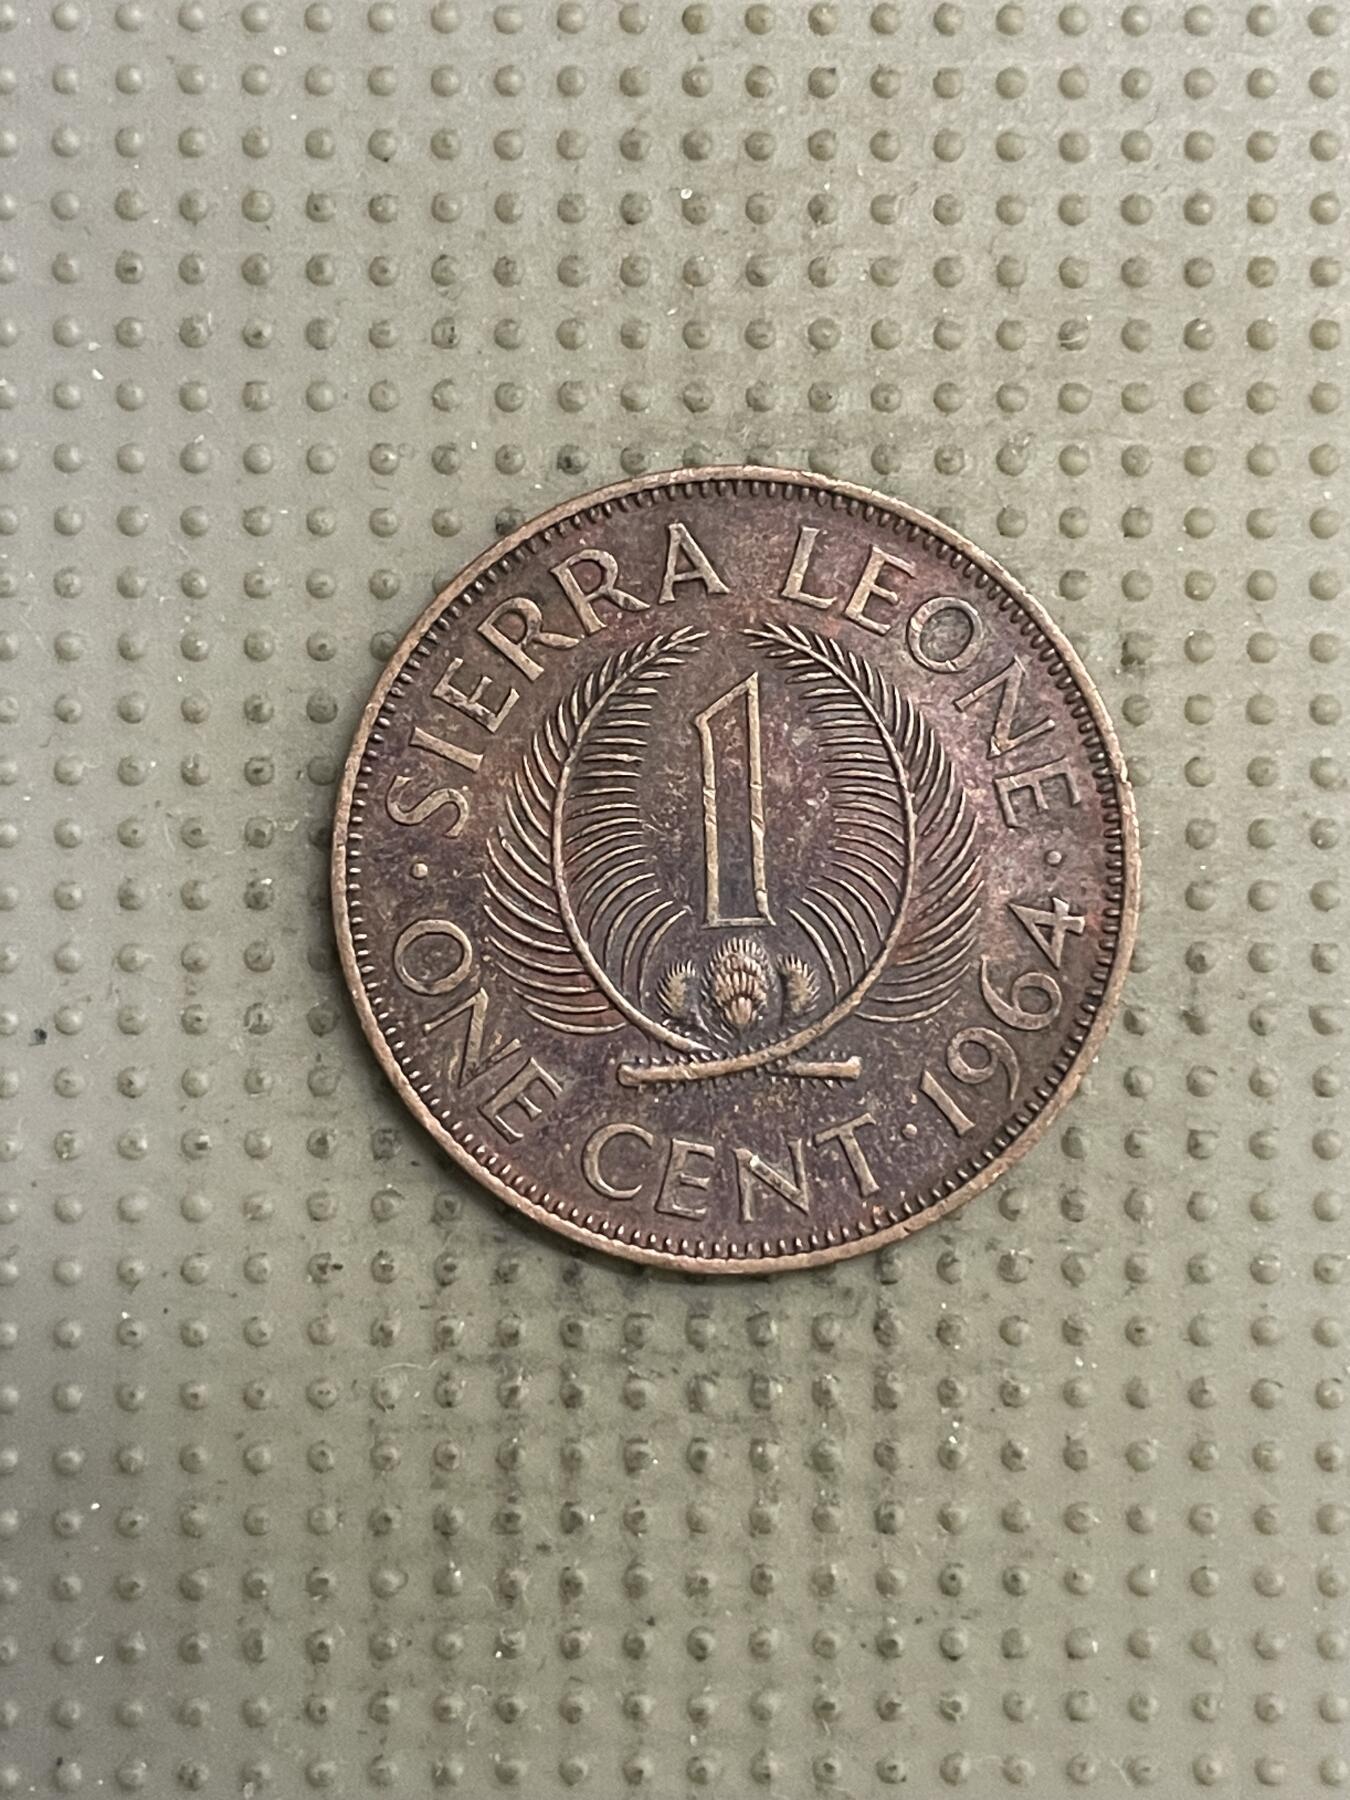 SIERRA LEONE
1
ONE CENT
1964